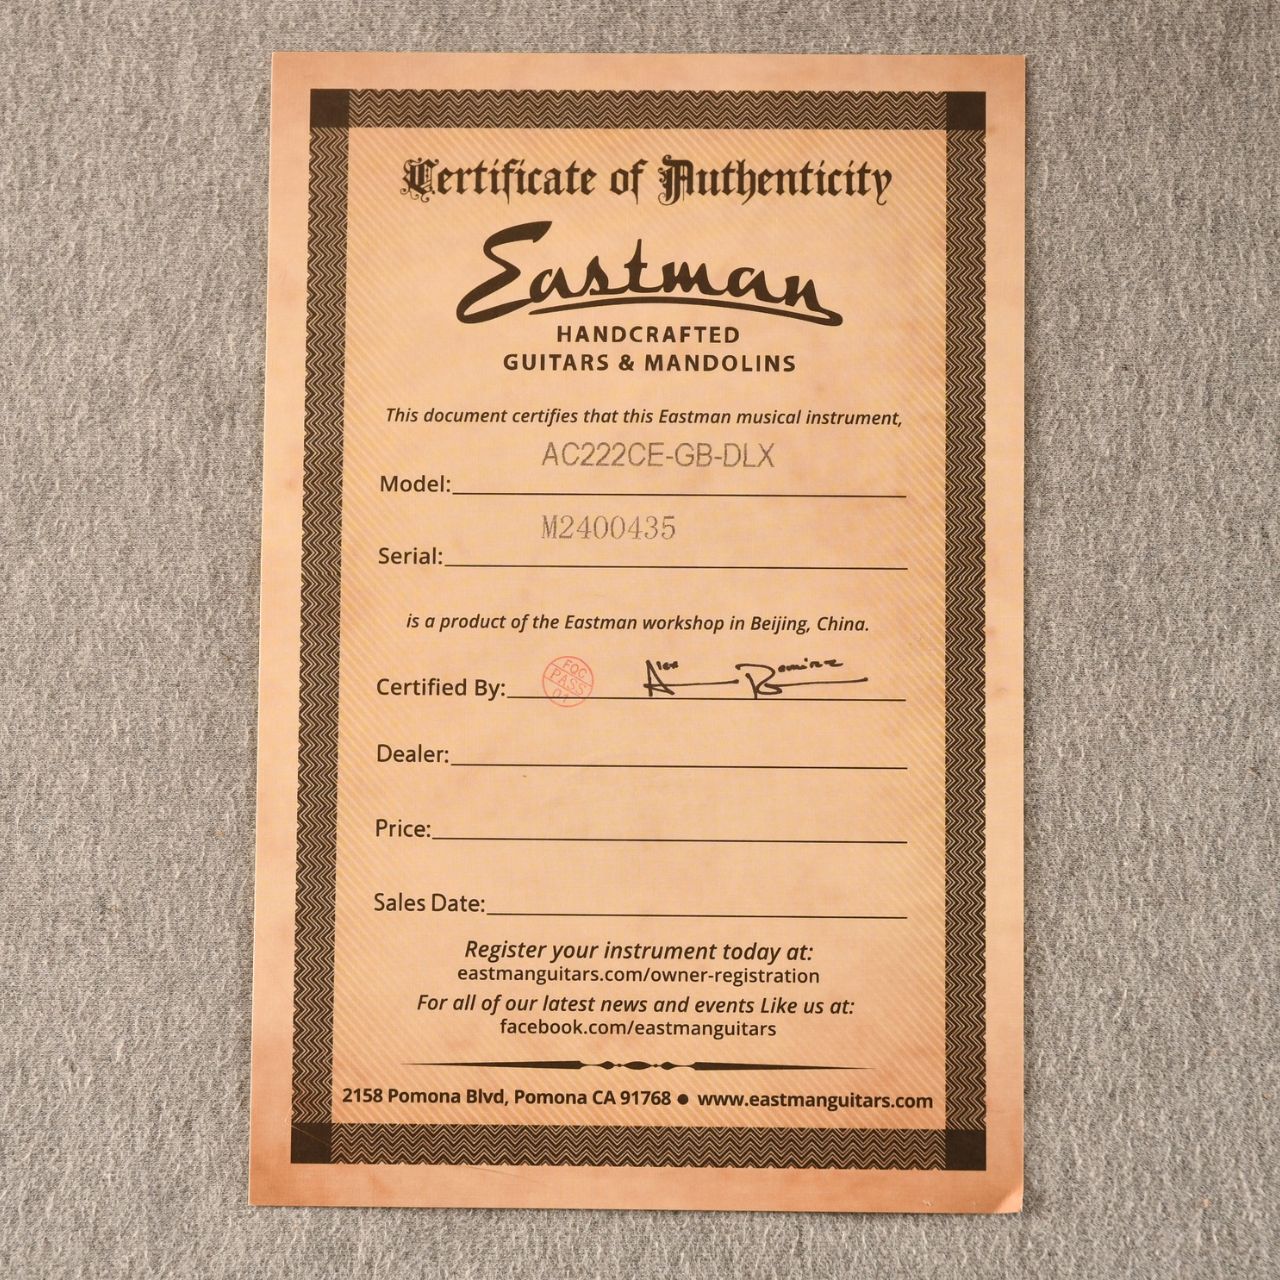 Certificate of Authenticity
Eastman
HANDCRAFTED
GUITARS & MANDOLINS
This document certifies that this Eastman musical instrument,
AC222CE-GB-DLX
Model:
M2400435
Serial:
is a product of the Eastman workshop in Beijing, China.
Certified By:
FQC
PASS
07
Dealer:
Price:
Sales Date:
Register your instrument today at:
eastmanguitars.com/owner-registration
For all of our latest news and events Like us at:
facebook.com/eastmanguitars
2158 Pomona Blvd, Pomona CA 91768 ● www.eastmanguitars.com